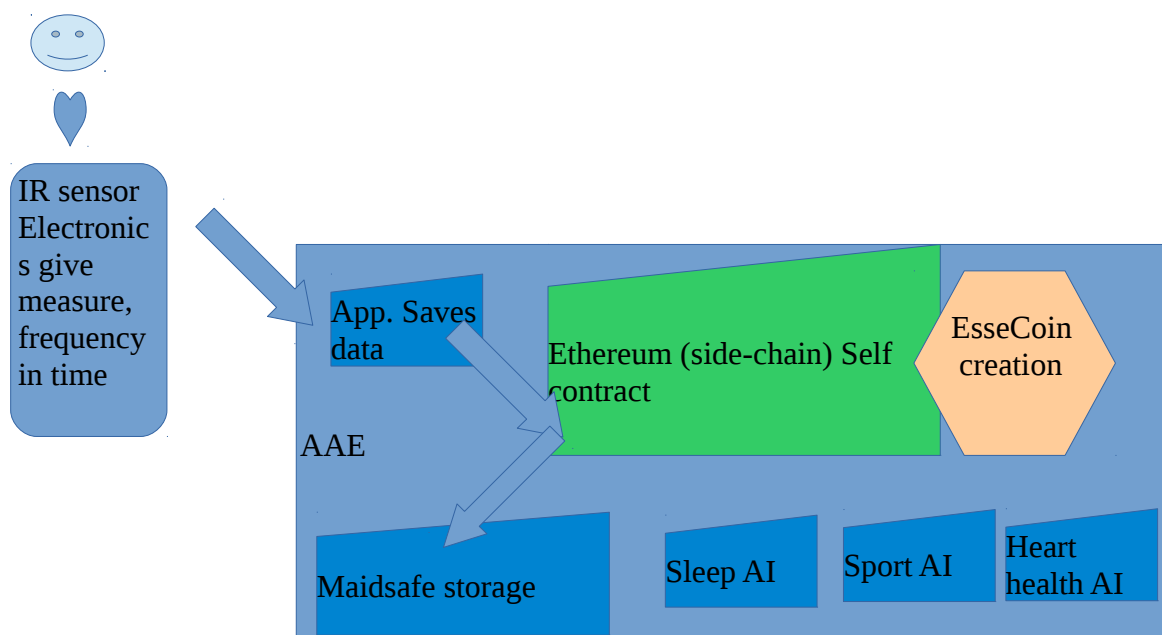 IR sensor
Electronic
s give
measure,
frequency
in time
App. Saves
data
Ethereum (side-chain) Self
contract
EsseCoin
creation
AAE
Maidsafe storage
Sleep AI
Sport AI
Heart
health AI